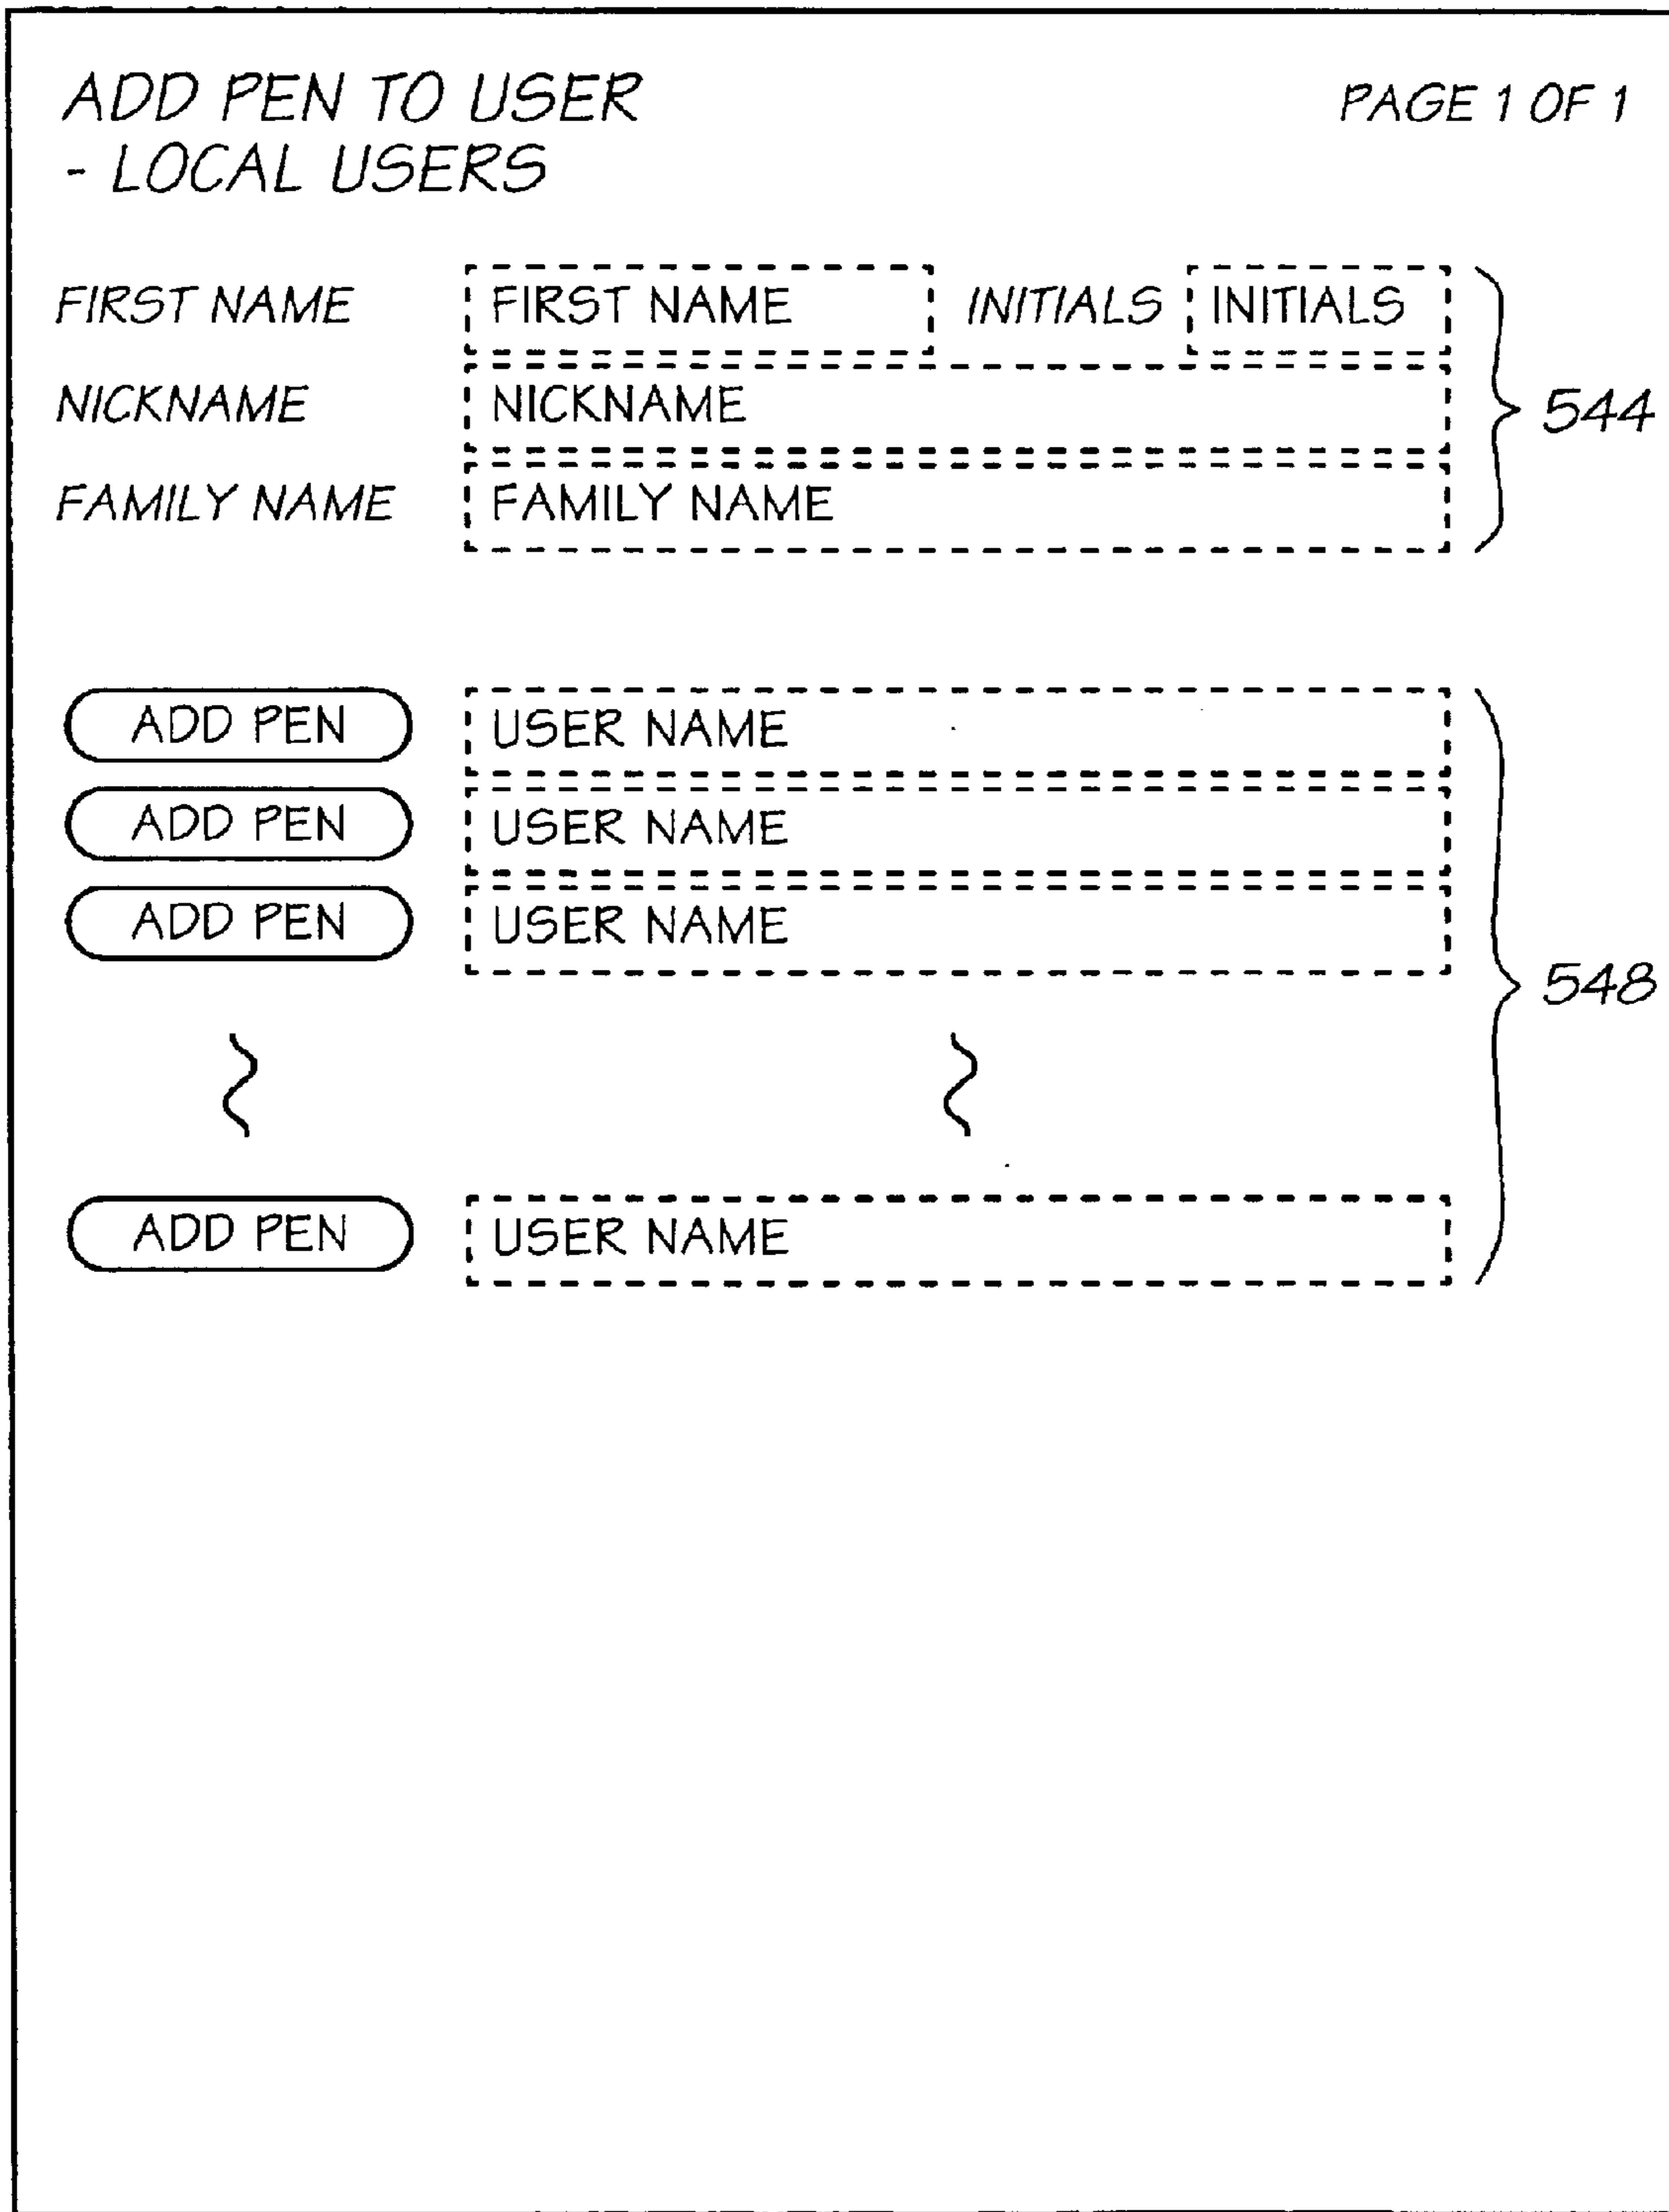 ADD PEN TO USER
PAGE 1 OF 1
- LOCAL USERS
FIRST NAME FIRST NAME INITIALS INITIALS
NICKNAME NICKNAME
544
FAMILY NAME FAMILY NAME
ADD PEN USER NAME
ADD PEN USER NAME
ADD PEN USER NAME
548
ADD PEN USER NAME